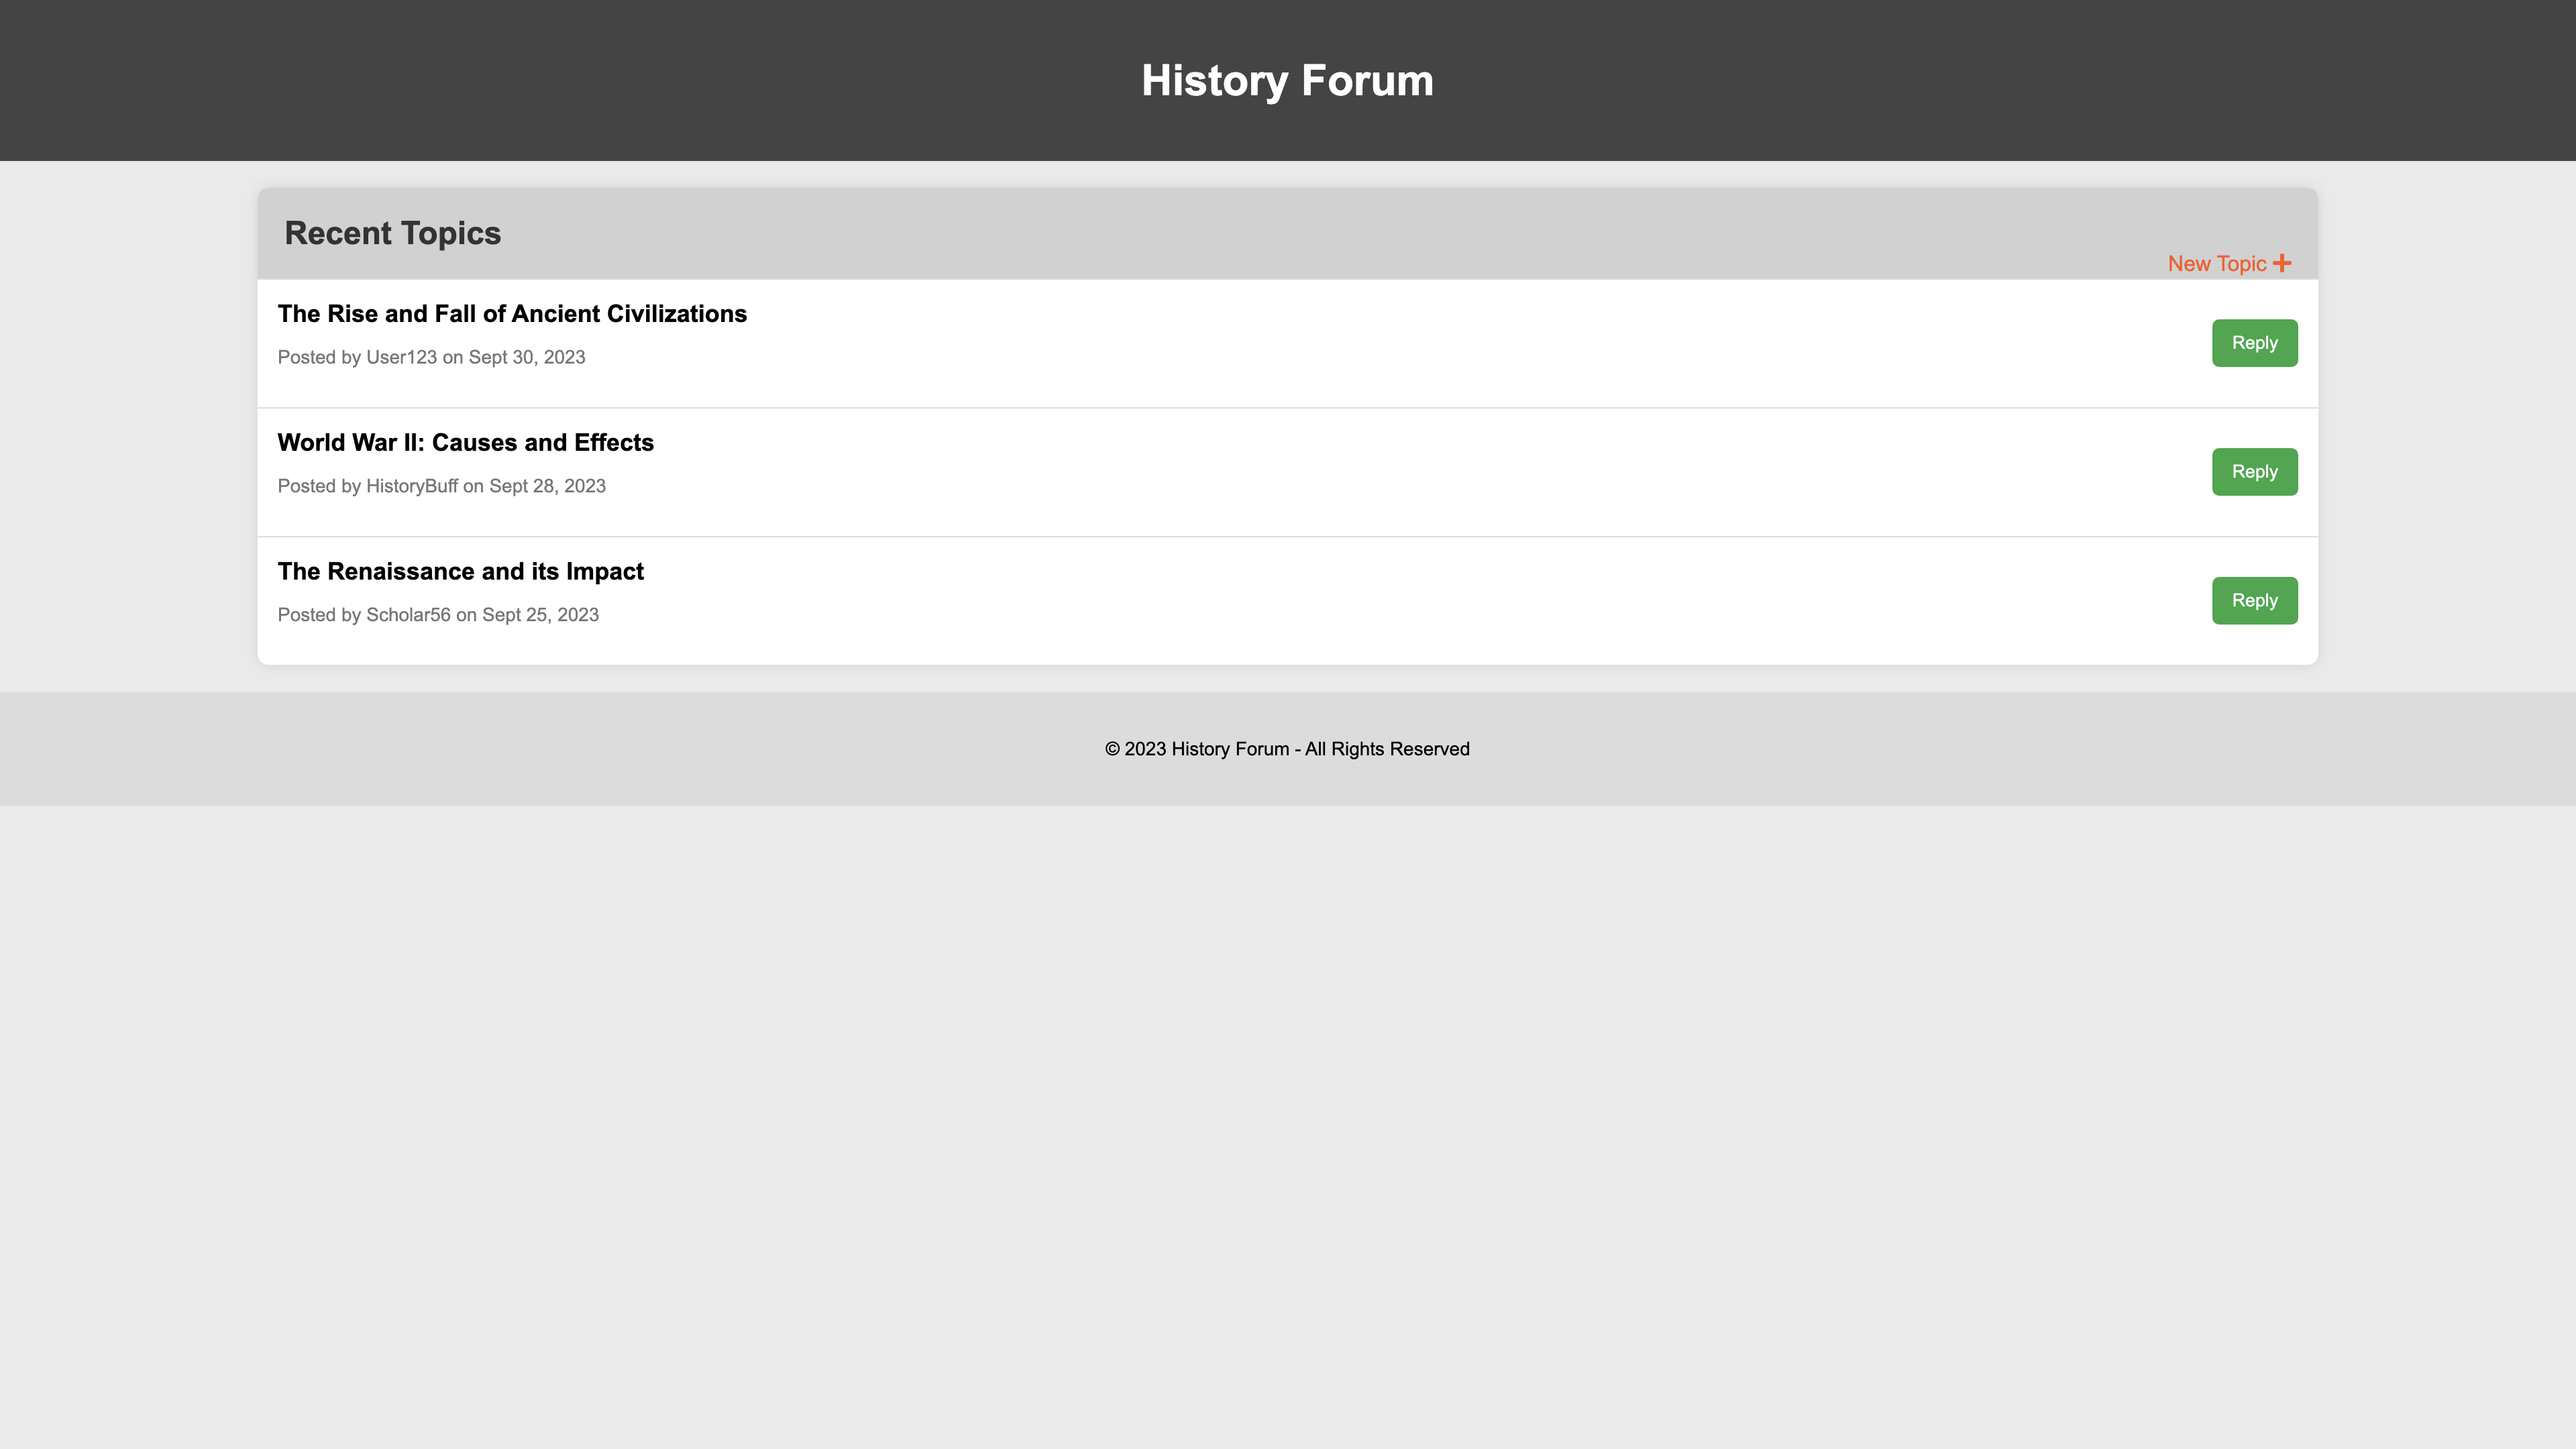 History Forum
Recent Topics
New Topic
The Rise and Fall of Ancient Civilizations
Posted by User123 on Sept 30, 2023
Reply
World War II: Causes and Effects
Posted by HistoryBuff on Sept 28, 2023
Reply
The Renaissance and its Impact
Posted by Scholar56 on Sept 25, 2023
Reply
© 2023 History Forum - All Rights Reserved